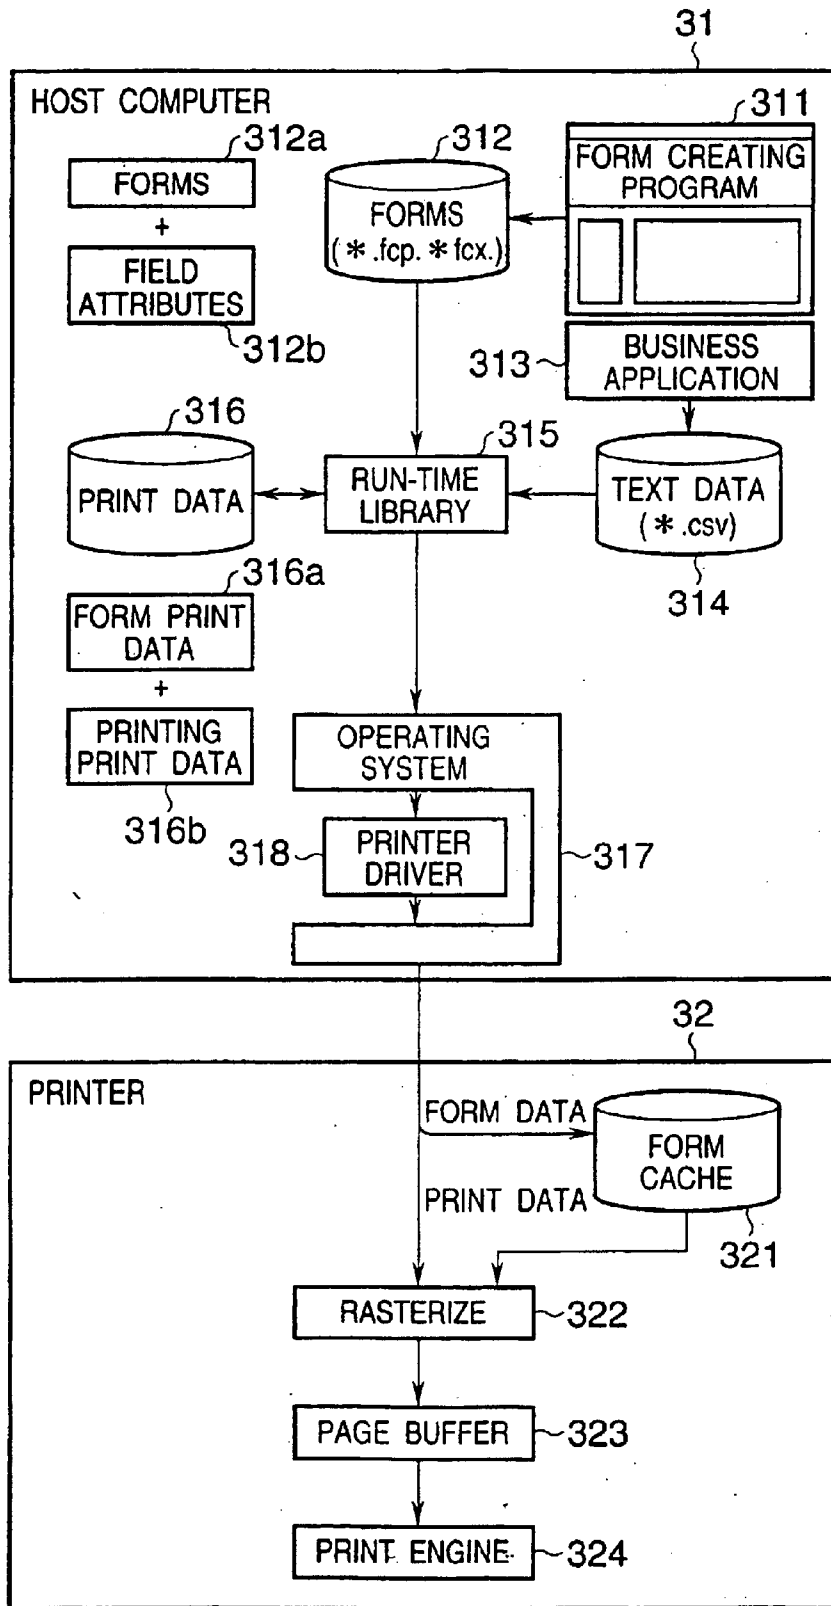 31
HOST COMPUTER
312a
FORMS
+
FIELD
ATTRIBUTES
312b
312
FORMS
(*.fcp. *fcx.)
311
FORM CREATING
PROGRAM
313
BUSINESS
APPLICATION
316
PRINT DATA
315
RUN-TIME
LIBRARY
TEXT DATA
(*.csv)
314
316a
FORM PRINT
DATA
+
PRINTING
PRINT DATA
316b
OPERATING
SYSTEM
318
PRINTER
DRIVER
317
32
PRINTER
FORM DATA
FORM
CACHE
PRINT DATA
321
RASTERIZE
322
PAGE BUFFER
323
PRINT ENGINE
324